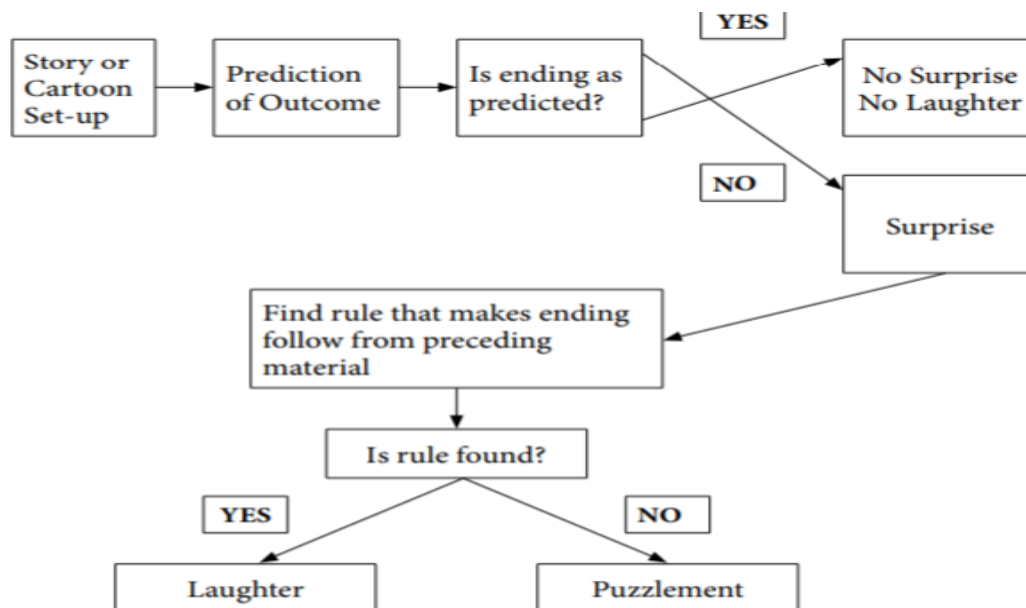 YES
Story or
Cartoon
Set-up
Prediction
of Outcome
Is ending as
predicted?
No Surprise
No Laughter
NO
Surprise
Find rule that makes ending
follow from preceding
material
Is rule found?
YES
NO
Laughter
Puzzlement